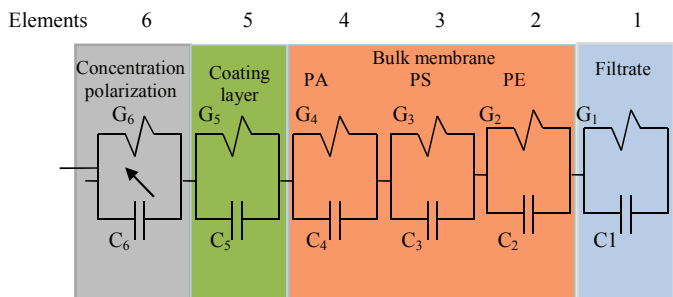 Elements 6 5 4 3 2 1
Concentration polarization
Coating layer
Bulk membrane
PA PS PE
Filtrate
G6 G5 G4 G3 G2 G1
C6 C5 C4 C3 C2 C1